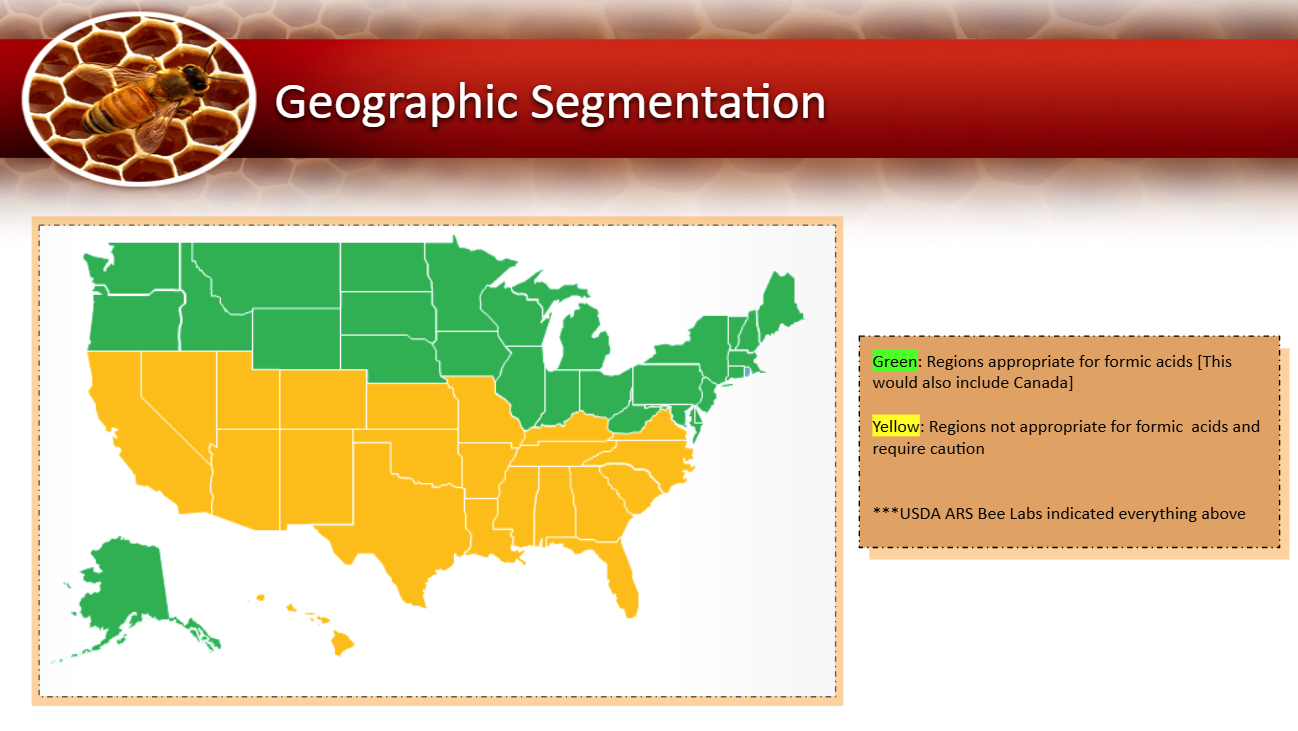 Geographic Segmentation
Green: Regions appropriate for formic acids [This
would also include Canada]
Yellow: Regions not appropriate for formic  acids and
require caution
***USDA ARS Bee Labs indicated everything above